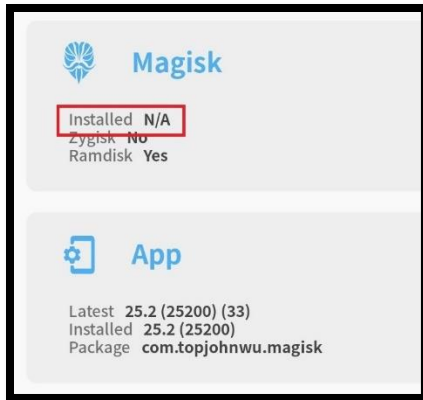 Magisk
Installed N/A
Zygisk No
Ramdisk Yes
App
Latest 25.2 (25200) (33)
Installed 25.2 (25200)
Package com.topjohnwu.magisk